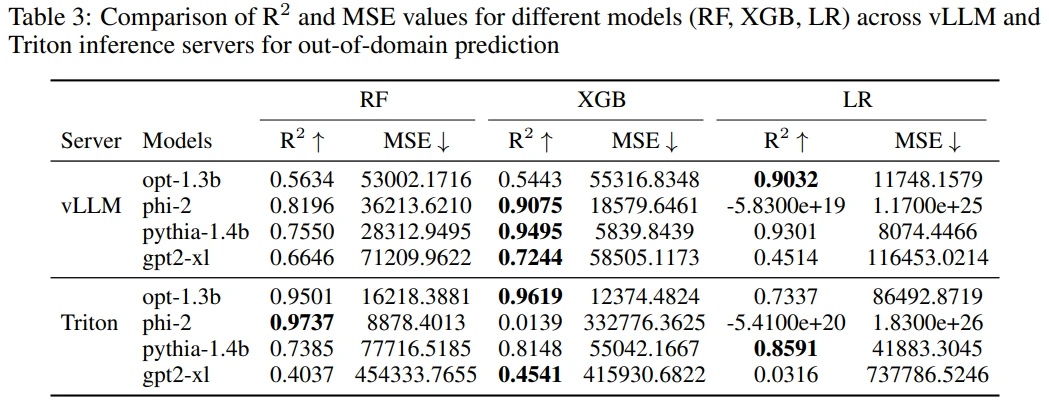 Table 3: Comparison of R² and MSE values for different models (RF, XGB, LR) across vLLM and
Triton inference servers for out-of-domain prediction
RF XGB LR
Server Models R² ↑ MSE ↓ R² ↑ MSE ↓ R² ↑ MSE ↓
opt-1.3b 0.5634 53002.1716 0.5443 55316.8348 0.9032 11748.1579
vLLM phi-2 0.8196 36213.6210 0.9075 18579.6461 -5.8300e+19 1.1700e+25
pythia-1.4b 0.7550 28312.9495 0.9495 5839.8439 0.9301 8074.4466
gpt2-xl 0.6646 71209.9622 0.7244 58505.1173 0.4514 116453.0214
opt-1.3b 0.9501 16218.3881 0.9619 12374.4824 0.7337 86492.8719
Triton phi-2 0.9737 8878.4013 0.0139 332776.3625 -5.4100e+20 1.8300e+26
pythia-1.4b 0.7385 77716.5185 0.8148 55042.1667 0.8591 41883.3045
gpt2-xl 0.4037 454333.7655 0.4541 415930.6822 0.0316 737786.5246